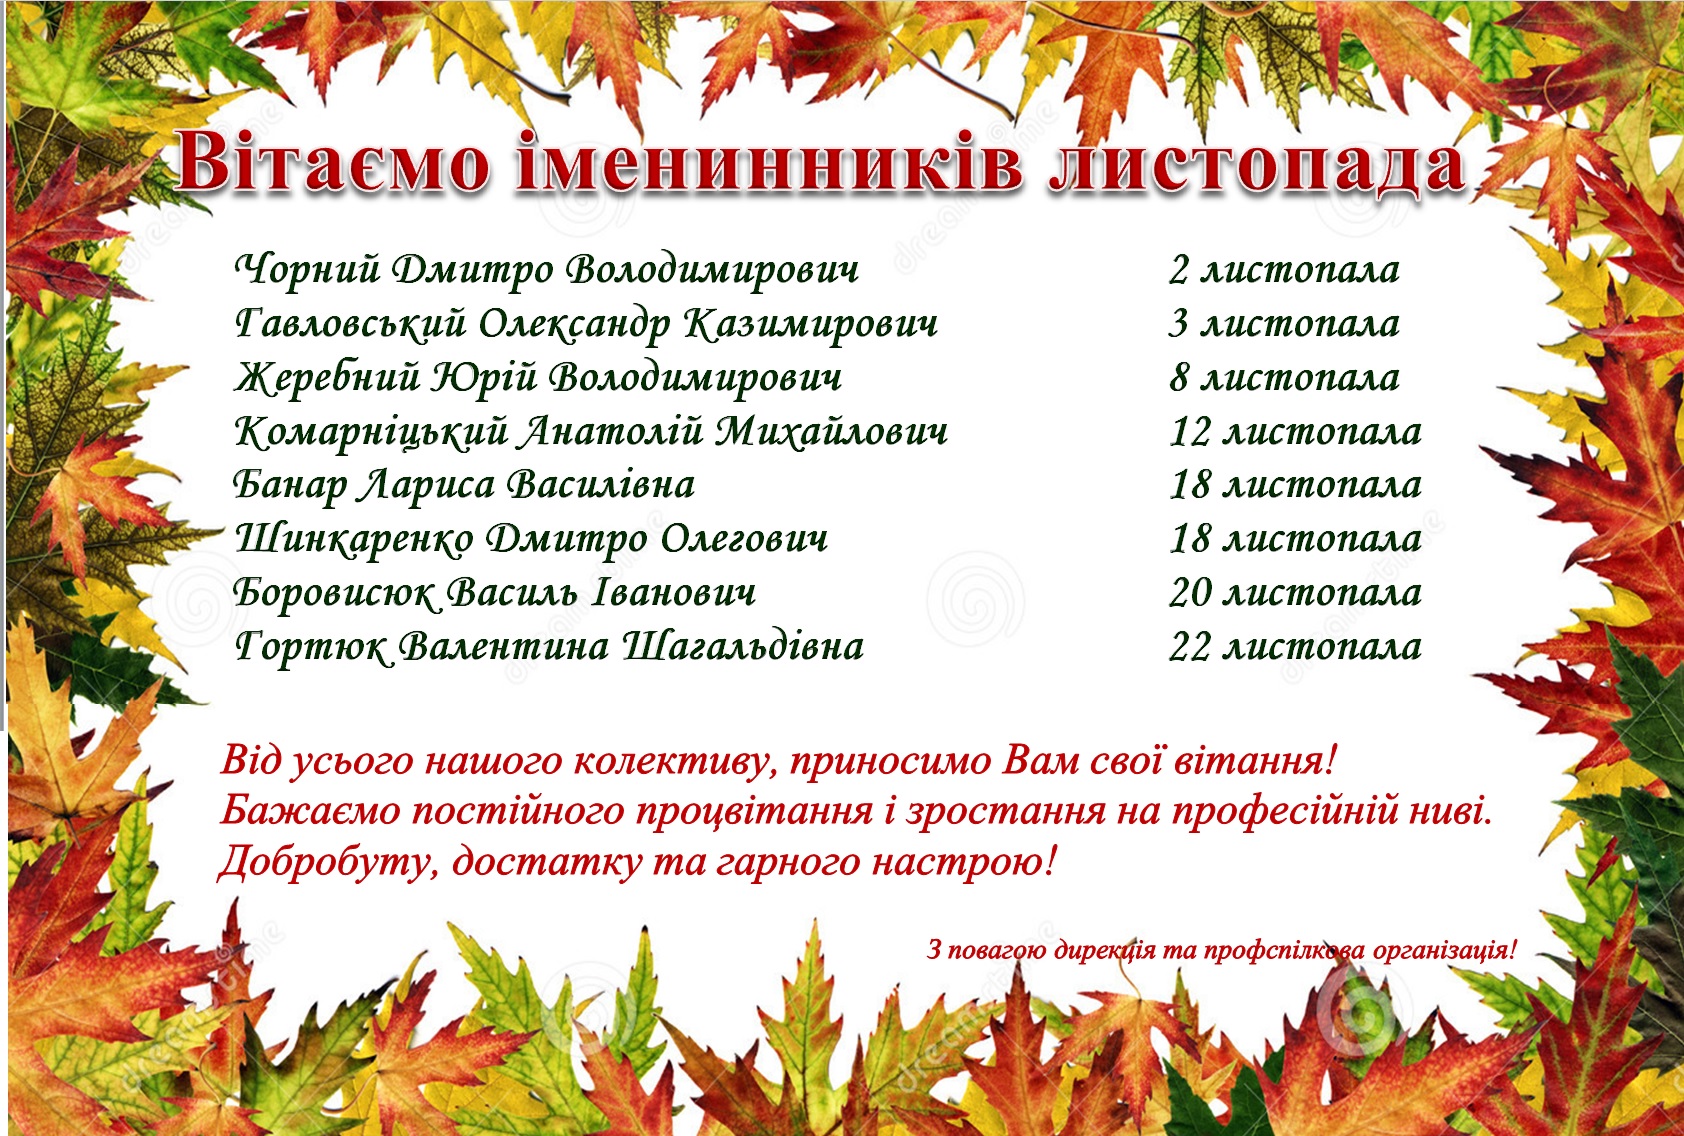 Вітаємо іменинників листопада
Чорний Дмитро Володимирович 2 листопала
Гавловський Олександр Казимирович 3 листопала
Жеребний Юрій Володимирович 8 листопала
Комарніцький Анатолій Михайлович 12 листопала
Банар Лариса Василівна 18 листопала
Шинкаренко Дмитро Олегович 18 листопала
Боровисюк Василь Іванович 20 листопала
Гортюк Валентина Шагальдівна 22 листопала
Від усього нашого колективу, приносимо Вам свої вітання!
Бажаємо постійного процвітання і зростання на професійній ниві.
Добробуту, достатку та гарного настрою!
З повагою дирекція та профспілкова організація!